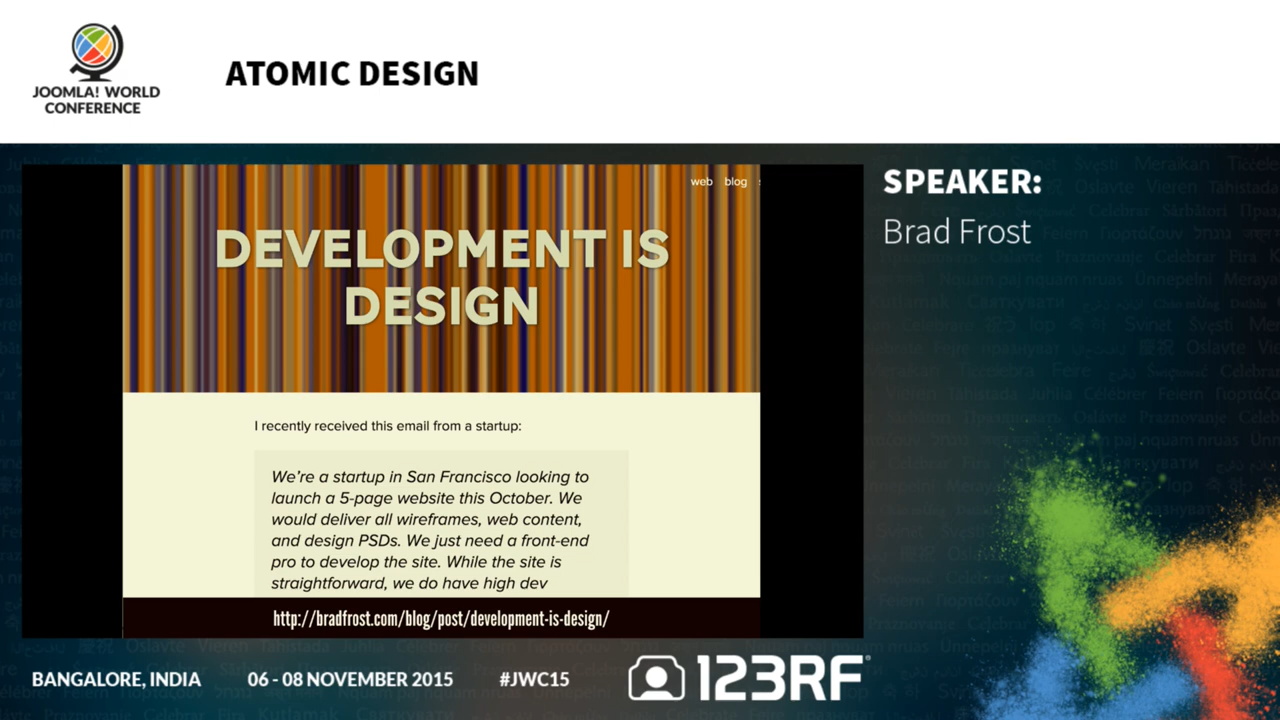 JOOMLA! WORLD
CONFERENCE
ATOMIC DESIGN
web blog
DEVELOPMENT IS
DESIGN
I recently received this email from a startup:
We're a startup in San Francisco looking to
launch a 5-page website this October. We
would deliver all wireframes, web content,
and design PSDs. We just need a front-end
pro to develop the site. While the site is
straightforward, we do have high dev
http://bradfrost.com/blog/post/development-is-design/
SPEAKER:
Brad Frost
BANGALORE, INDIA
06 - 08 NOVEMBER 2015
#JWC15
123RF®